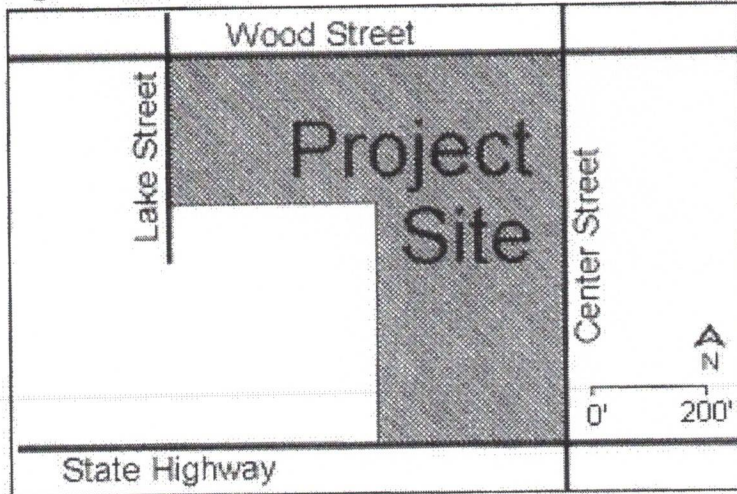 Wood Street
Lake Street
Project
Site
Center Street
N
0' 200'
State Highway